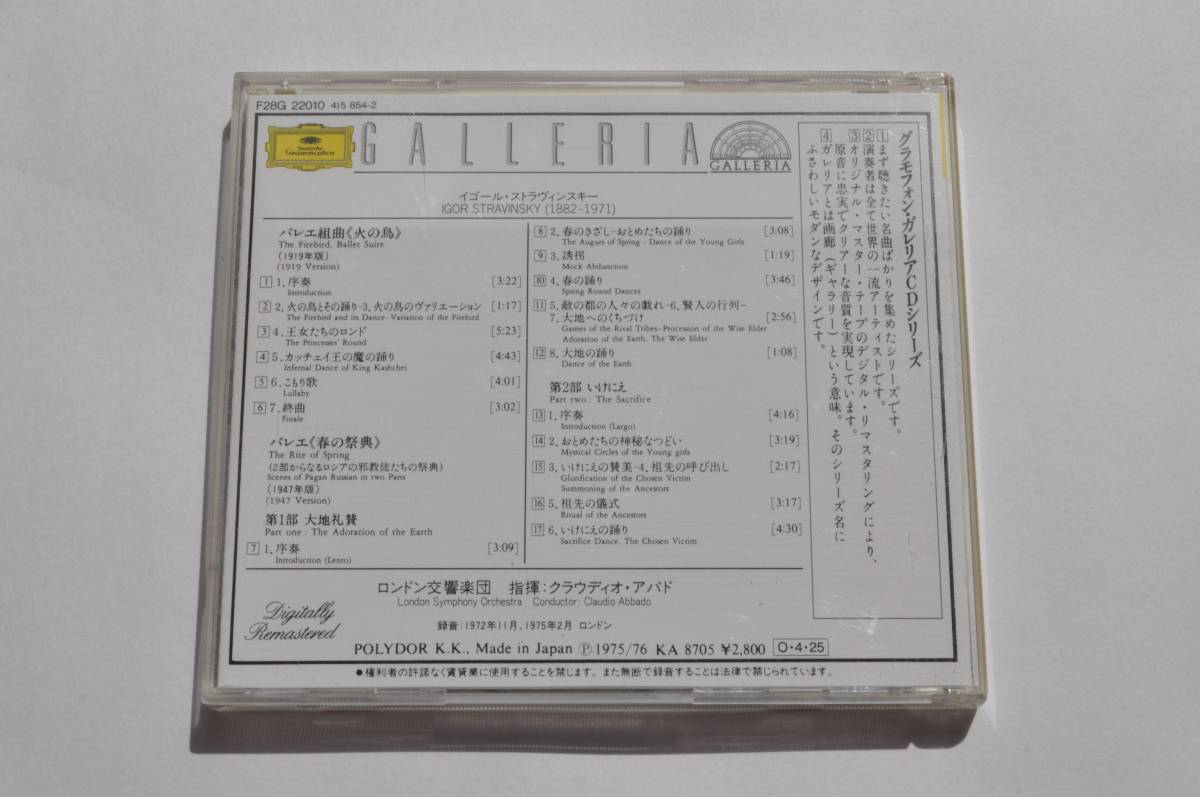 F28G 22010 415 854-2
Deutsche
Grammophon
GALLERIA
GALLERIA
イゴール・ストラヴィンスキー
IGOR STRAVINSKY (1882-1971)
バレエ組曲《火の鳥》
The Firebird, Ballet Suite
(1919年版)
(1919 Version)
1 1. 序奏 [3:22]
Introduction
2 2. 火の鳥とその踊り-3. 火の鳥のヴァリエーション [1:17]
The Firebird and its Dance-Variation of the Firebird
3 4. 王女たちのロンド [5:23]
The Princesses' Round
4 5. カッチェイ王の魔の踊り [4:43]
Infernal Dance of King Kashchei
5 6. こもり歌 [4:01]
Lullaby
6 7. 終曲 [3:02]
Finale
バレエ《春の祭典》
The Rite of Spring
(2部からなるロシアの邪教徒たちの祭典)
Scenes of Pagan Russian in two Parts
(1947年版)
(1947 Version)
第1部 大地礼賛
Part one : The Adoration of the Earth
7 1. 序奏 [3:09]
Introduction (Lento)
8 2. 春のきざし-おとめたちの踊り [3:08]
The Augurs of Spring - Dance of the Young Girls
9 3. 誘拐 [1:19]
Mock Abdunction
10 4. 春の踊り [3:46]
Spring Round Dances
11 5. 敵の都の人々の戯れ-6. 賢人の行列-
7. 大地へのくちづけ [2:56]
Games of the Rival Tribes-Procession of the Wise Elder
Adoration of the Earth. The Wise Elder
12 8. 大地の踊り [1:08]
Dance of the Earth
第2部 いけにえ
Part two : The Sacrifice
13 1. 序奏 [4:16]
Introduction (Largo)
14 2. おとめたちの神秘なつどい [3:19]
Mystical Circles of the Young girls
15 3. いけにえの賛美-4. 祖先の呼び出し [2:17]
Glorification of the Chosen Victim
Summoning of the Ancestors
16 5. 祖先の儀式 [3:17]
Ritual of the Ancestors
17 6. いけにえの踊り [4:30]
Sacrifice Dance. The Chosen Victim
グラモフォン・ガレリアCDシリーズ
1 まず聴きたい名曲ばかりを集めたシリーズです。
2 演奏者は全て世界の一流アーティストです。
3 オリジナル・マスター・テープのデジタル・リマスタリングにより、
原音に忠実でクリアーな音質を実現しています。
4 ガレリアとは画廊(ギャラリー)という意味。そのシリーズ名に
ふさわしいモダンなデザインです。
ロンドン交響楽団 指揮:クラウディオ・アバド
London Symphony Orchestra Conductor: Claudio Abbado
Digitally
Remastered
録音:1972年11月、1975年2月 ロンドン
POLYDOR K.K., Made in Japan Ⓟ 1975/76 KA 8705 ¥2,800 O・4・25
●権利者の許諾なく賃貸業に使用することを禁じます。また無断で録音することは法律で禁じられています。